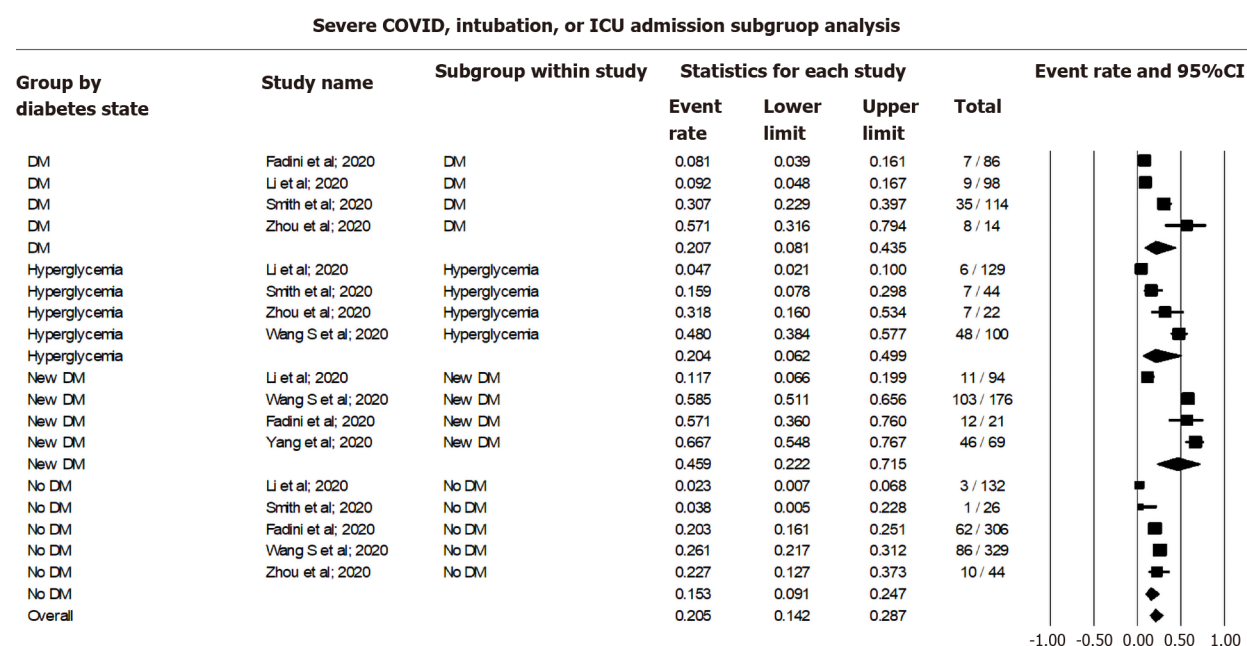 Severe COVID, intubation, or ICU admission subgruop analysis
Group by diabetes state Study name Subgroup within study Statistics for each study Event rate and 95%CI
Event rate Lower limit Upper limit Total
DM Fadini et al; 2020 DM 0.081 0.039 0.161 7 / 86
DM Li et al; 2020 DM 0.092 0.048 0.167 9 / 98
DM Smith et al; 2020 DM 0.307 0.229 0.397 35 / 114
DM Zhou et al; 2020 DM 0.571 0.316 0.794 8 / 14
DM 0.207 0.081 0.435
Hyperglycemia Li et al; 2020 Hyperglycemia 0.047 0.021 0.100 6 / 129
Hyperglycemia Smith et al; 2020 Hyperglycemia 0.159 0.078 0.298 7 / 44
Hyperglycemia Zhou et al; 2020 Hyperglycemia 0.318 0.160 0.534 7 / 22
Hyperglycemia Wang S et al; 2020 Hyperglycemia 0.480 0.384 0.577 48 / 100
Hyperglycemia 0.204 0.062 0.499
New DM Li et al; 2020 New DM 0.117 0.066 0.199 11 / 94
New DM Wang S et al; 2020 New DM 0.585 0.511 0.656 103 / 176
New DM Fadini et al; 2020 New DM 0.571 0.360 0.760 12 / 21
New DM Yang et al; 2020 New DM 0.667 0.548 0.767 46 / 69
New DM 0.459 0.222 0.715
No DM Li et al; 2020 No DM 0.023 0.007 0.068 3 / 132
No DM Smith et al; 2020 No DM 0.038 0.005 0.228 1 / 26
No DM Fadini et al; 2020 No DM 0.203 0.161 0.251 62 / 306
No DM Wang S et al; 2020 No DM 0.261 0.217 0.312 86 / 329
No DM Zhou et al; 2020 No DM 0.227 0.127 0.373 10 / 44
No DM 0.153 0.091 0.247
Overall 0.205 0.142 0.287
-1.00 -0.50 0.00 0.50 1.00